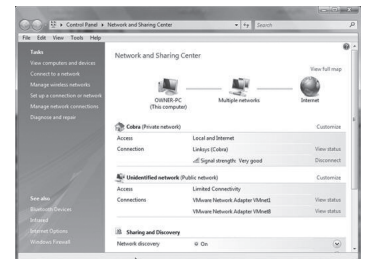 Control Panel ▸ Network and Sharing Center
Search
File Edit View Tools Help
Tasks
View computers and devices
Connect to a network
Manage wireless networks
Set up a connection or network
Manage network connections
Diagnose and repair
See also
Bluetooth Devices
Infrared
Internet Options
Windows Firewall
Network and Sharing Center
View full map
OWNER-PC
(This computer)
Multiple networks
Internet
Cobra (Private network) Customize
Access Local and Internet
Connection Linksys (Cobra) View status
Signal strength: Very good Disconnect
Unidentified network (Public network) Customize
Access Limited Connectivity
Connections VMware Network Adapter VMnet1 View status
VMware Network Adapter VMnet8 View status
Sharing and Discovery
Network discovery On